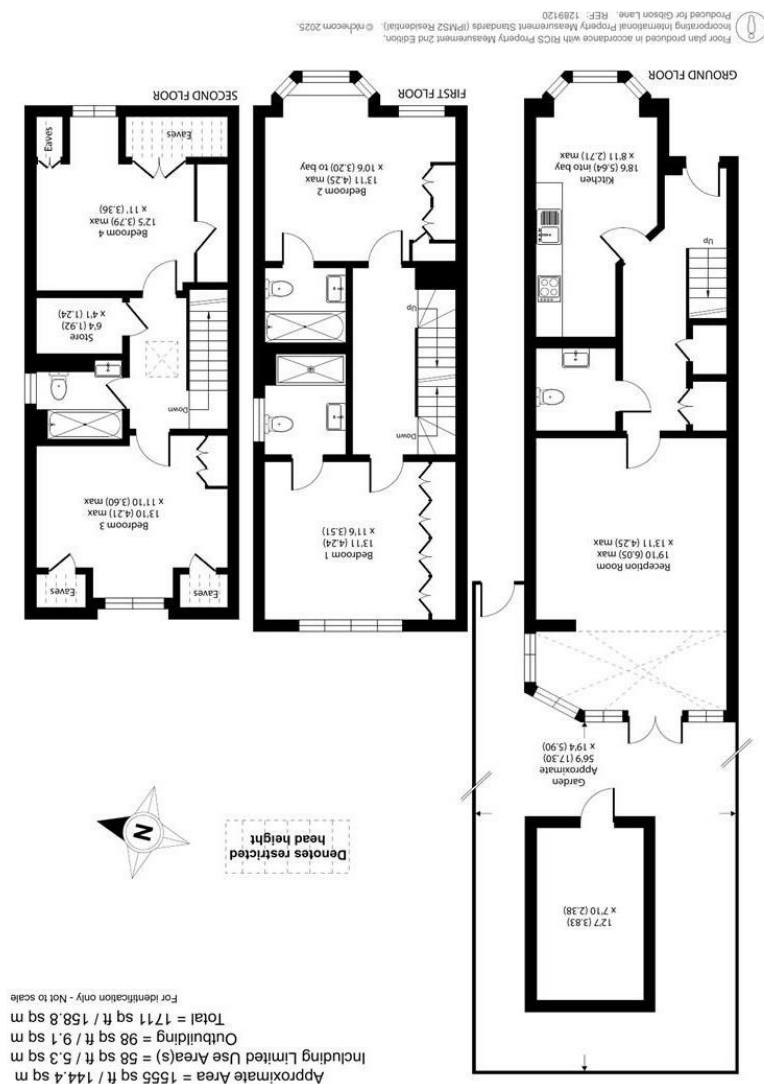 Approximate Area = 1555 sq ft / 144.4 sq m
Including Limited Use Area(s) = 58 sq ft / 5.3 sq m
Outbuilding = 98 sq ft / 9.1 sq m
Total = 1711 sq ft / 158.8 sq m
For identification only - Not to scale
Denotes restricted
head height
N
12'7 (3.83)
x 7'10 (2.38)
Garden
Approximate
56'9 (17.30)
x 19'4 (5.90)
Reception Room
19'10 (6.05) max
x 13'11 (4.25) max
Up
Kitchen
18'6 (5.64) into bay
x 8'11 (2.71) max
GROUND FLOOR
Bedroom 1
13'11 (4.24)
x 11'6 (3.51)
Down
Up
Bedroom 2
13'11 (4.25) max
x 10'6 (3.20) to bay
FIRST FLOOR
Eaves
Eaves
Bedroom 3
13'10 (4.21) max
x 11'10 (3.60) max
Down
Store
6'4 (1.92)
x 4'1 (1.24)
Bedroom 4
12'5 (3.79) max
x 11' (3.36)
Eaves
Eaves
SECOND FLOOR
Floor plan produced in accordance with RICS Property Measurement 2nd Edition,
Incorporating International Property Measurement Standards (IPMS2 Residential). © nichecom 2025.
Produced for Gibson Lane. REF: 1289120